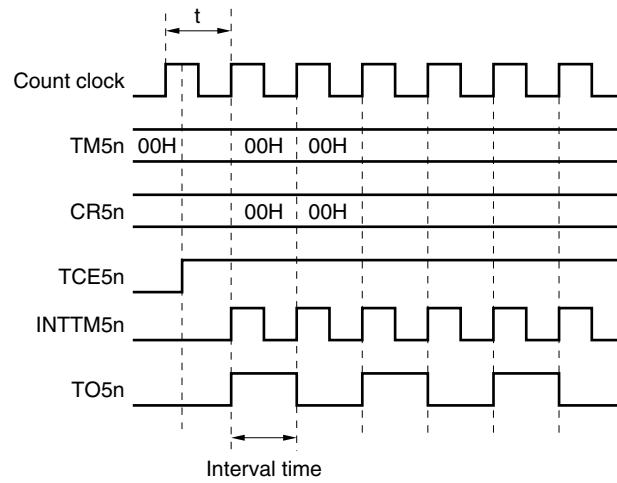 t
Count clock
TM5n 00H 00H 00H
CR5n 00H 00H
TCE5n
INTTM5n
TO5n
Interval time